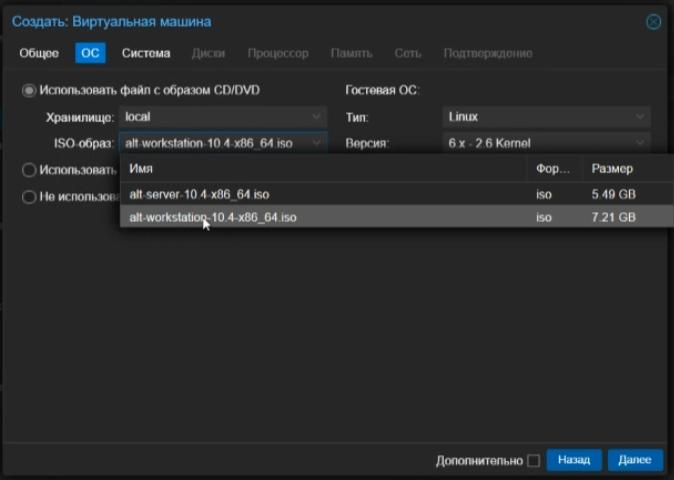 Создать: Виртуальная машина
Общее ОС Система Диски Процессор Память Сеть Подтверждение
Использовать файл с образом CD/DVD Гостевая ОС:
Хранилище: local Тип: Linux
ISO-образ: alt-workstation-10.4-x86_64.iso Версия: 6.x - 2.6 Kernel
Использовать Имя Фор... Размер
Не использова alt-server-10.4-x86_64.iso iso 5.49 GB
alt-workstation-10.4-x86_64.iso iso 7.21 GB
Дополнительно Назад Далее